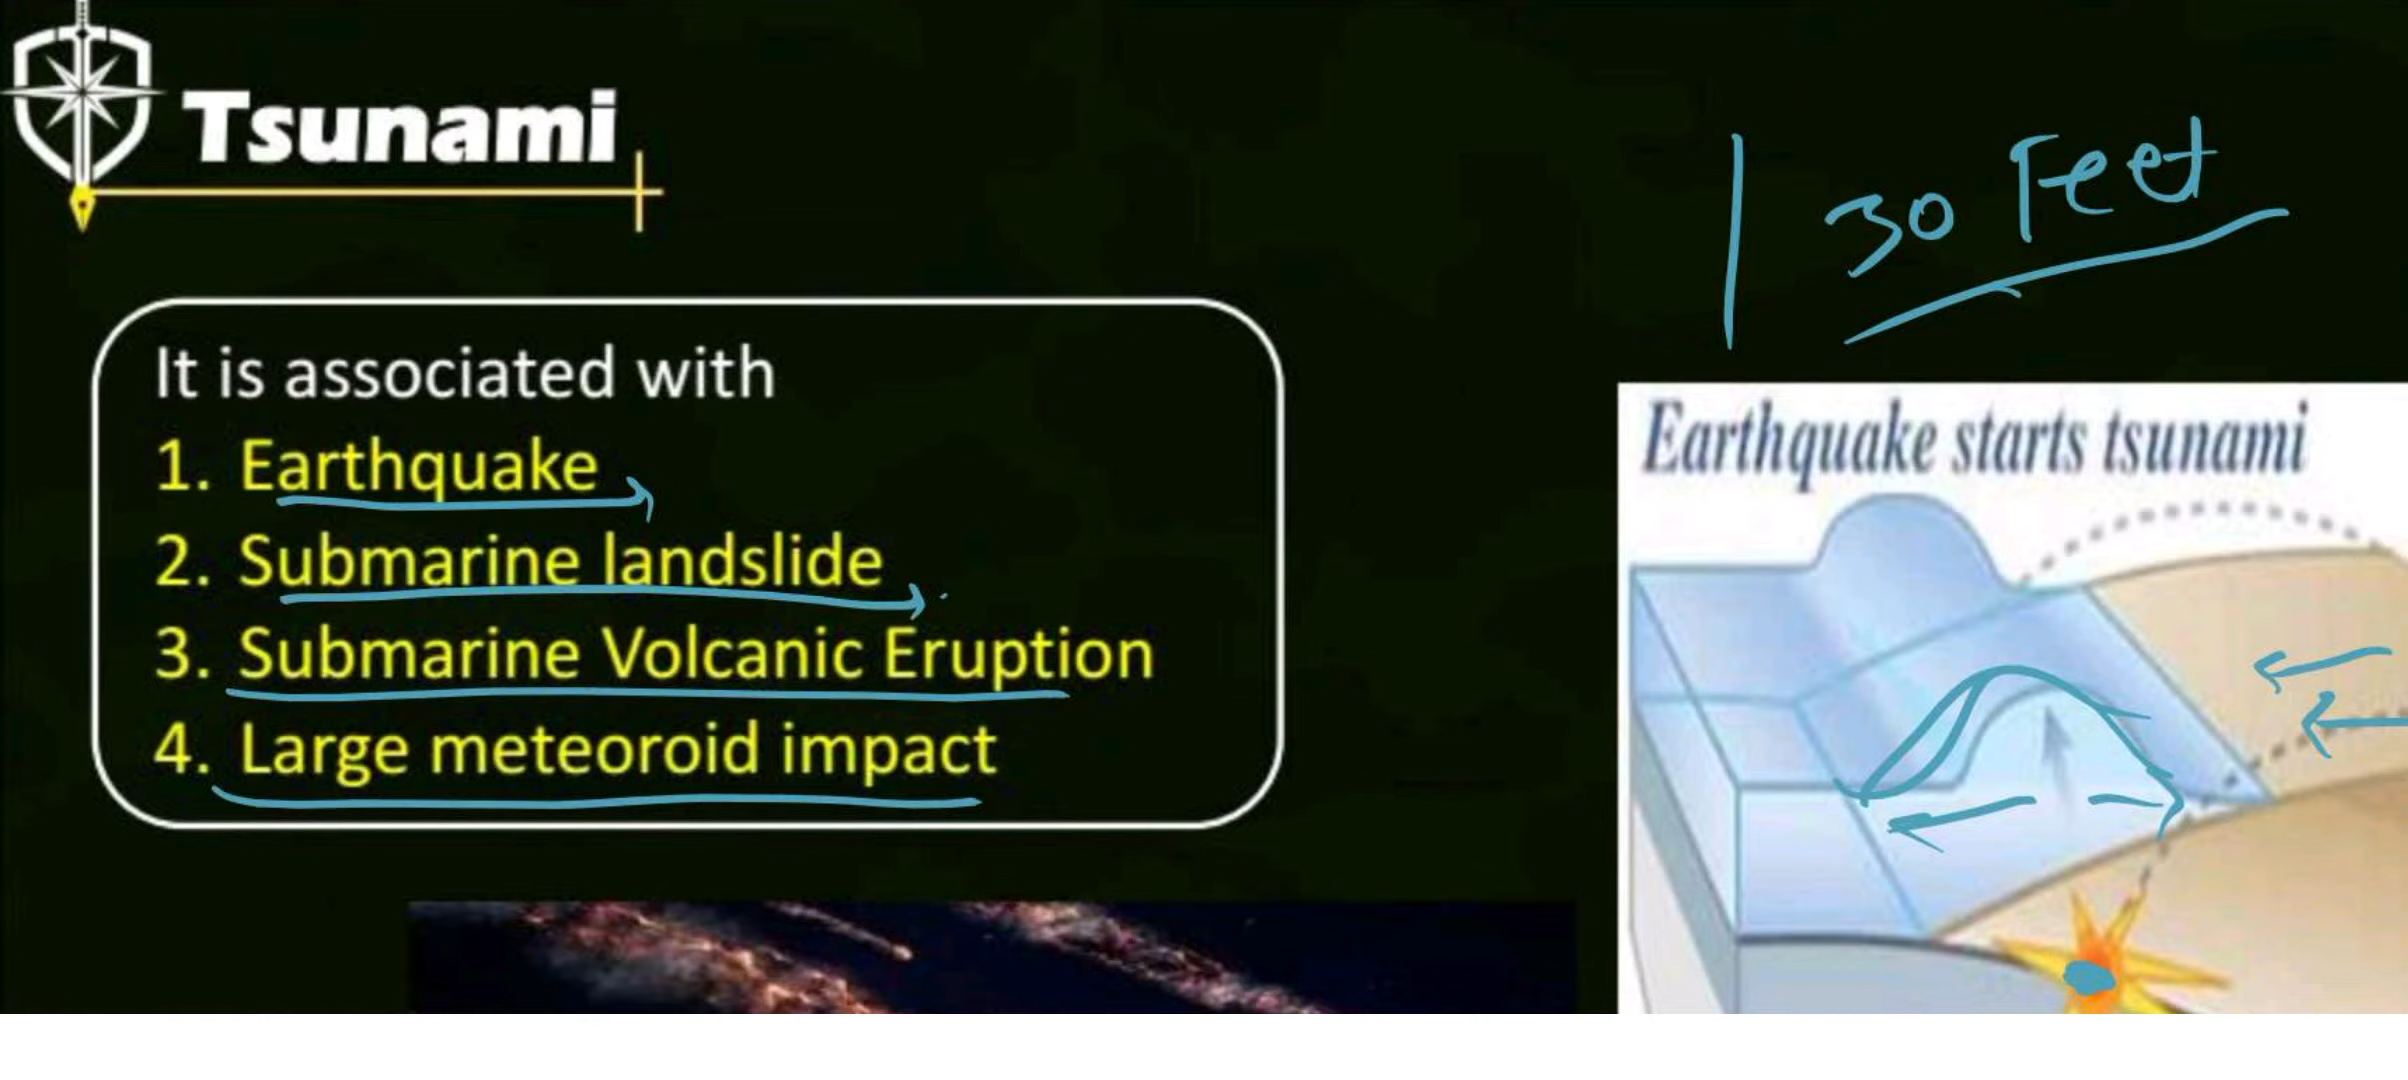 Tsunami
30 Feet
It is associated with
1. Earthquake
2. Submarine landslide
3. Submarine Volcanic Eruption
4. Large meteoroid impact
Earthquake starts tsunami